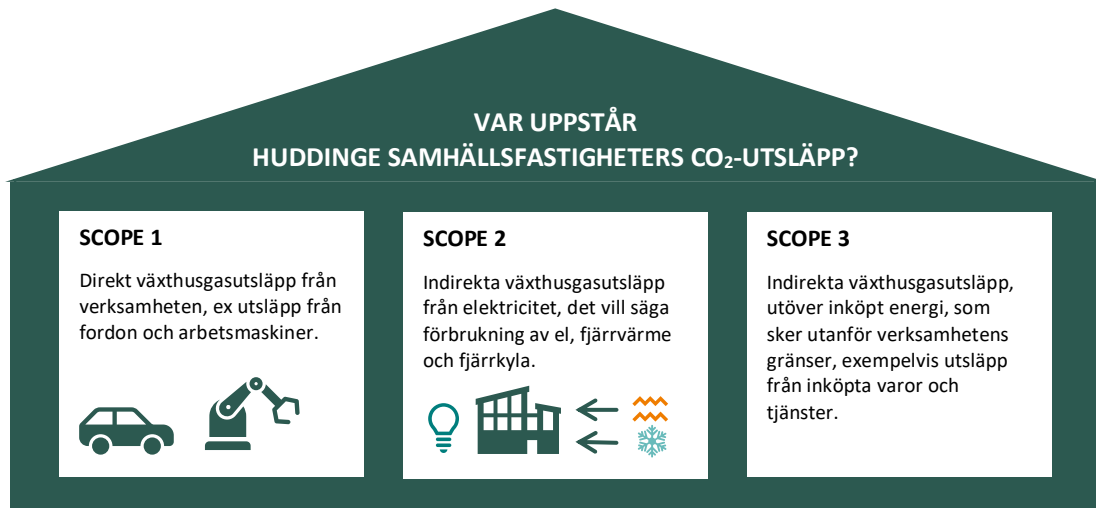 VAR UPPSTÅR
HUDDINGE SAMHÄLLSFASTIGHETERS CO₂-UTSLÄPP?
SCOPE 1
Direkt växthusgasutsläpp från
verksamheten, ex utsläpp från
fordon och arbetsmaskiner.
SCOPE 2
Indirekta växthusgasutsläpp
från elektricitet, det vill säga
förbrukning av el, fjärrvärme
och fjärrkyla.
SCOPE 3
Indirekta växthusgasutsläpp,
utöver inköpt energi, som
sker utanför verksamhetens
gränser, exempelvis utsläpp
från inköpta varor och
tjänster.